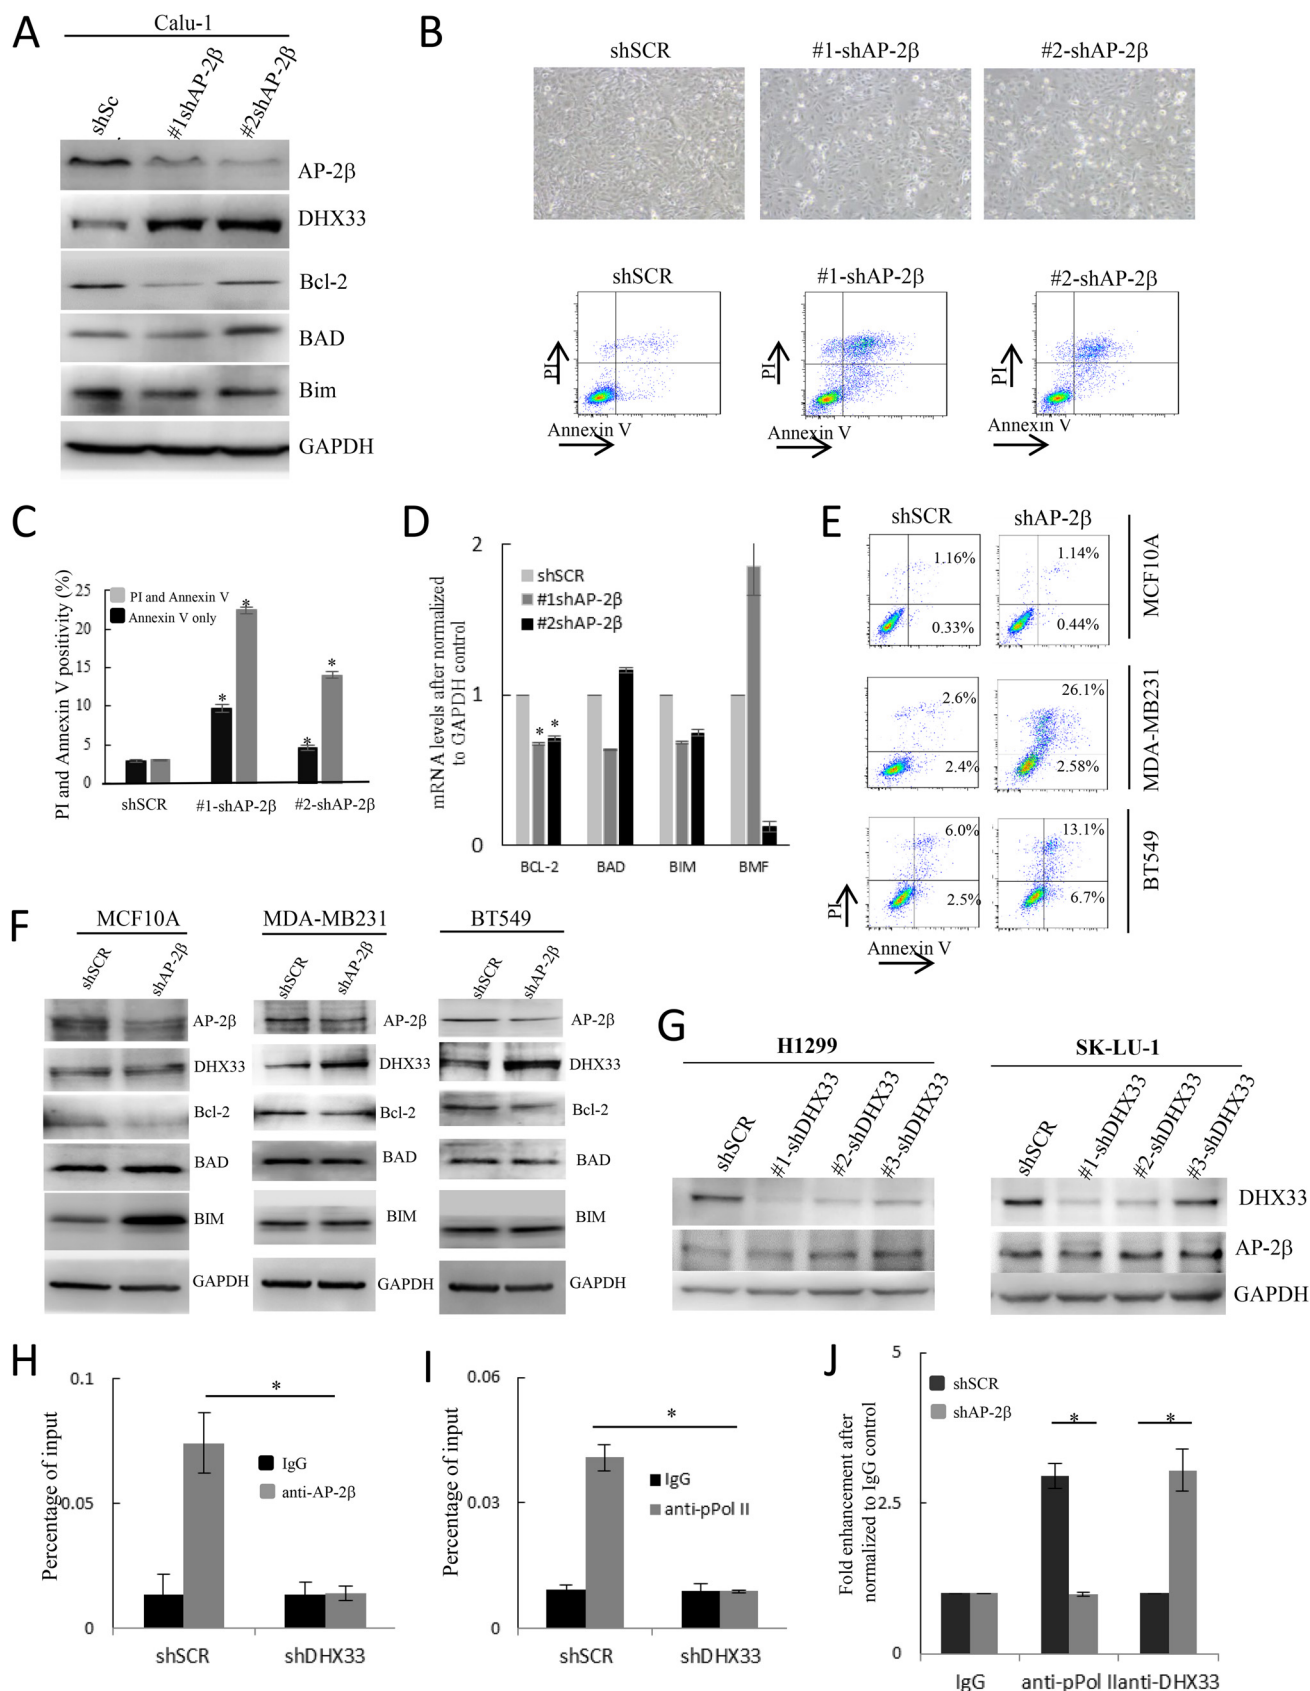 A
Calu-1
shSc
#1shAP-2β
#2shAP-2β
AP-2β
DHX33
Bcl-2
BAD
Bim
GAPDH
B
shSCR
#1-shAP-2β
#2-shAP-2β
shSCR
#1-shAP-2β
#2-shAP-2β
PI
PI
PI
Annexin V
Annexin V
Annexin V
C
PI and Annexin V positivity (%)
25
20
15
10
5
0
PI and Annexin V
Annexin V only
*
*
*
*
shSCR
#1-shAP-2β
#2-shAP-2β
D
mRNA levels after normalized
to GAPDH control
2
1
0
shSCR
#1shAP-2β
#2shAP-2β
* *
BCL-2
BAD
BIM
BMF
E
shSCR
shAP-2β
1.16%
0.33%
1.14%
0.44%
MCF10A
2.6%
2.4%
26.1%
2.58%
MDA-MB231
6.0%
2.5%
13.1%
6.7%
BT549
PI
Annexin V
F
MCF10A
shSCR
shAP-2β
AP-2β
DHX33
Bcl-2
BAD
BIM
GAPDH
MDA-MB231
shSCR
shAP-2β
AP-2β
DHX33
Bcl-2
BAD
BIM
GAPDH
BT549
shSCR
shAP-2β
AP-2β
DHX33
Bcl-2
BAD
BIM
GAPDH
G
H1299
shSCR
#1-shDHX33
#2-shDHX33
#3-shDHX33
SK-LU-1
shSCR
#1-shDHX33
#2-shDHX33
#3-shDHX33
DHX33
AP-2β
GAPDH
H
Percentage of input
0.1
0.05
0
*
IgG
anti-AP-2β
shSCR
shDHX33
I
Percentage of input
0.06
0.03
0
*
IgG
anti-pPol II
shSCR
shDHX33
J
Fold enhancement after
normalized to IgG control
5
2.5
0
shSCR
shAP-2β
*
*
IgG
anti-pPol II
anti-DHX33